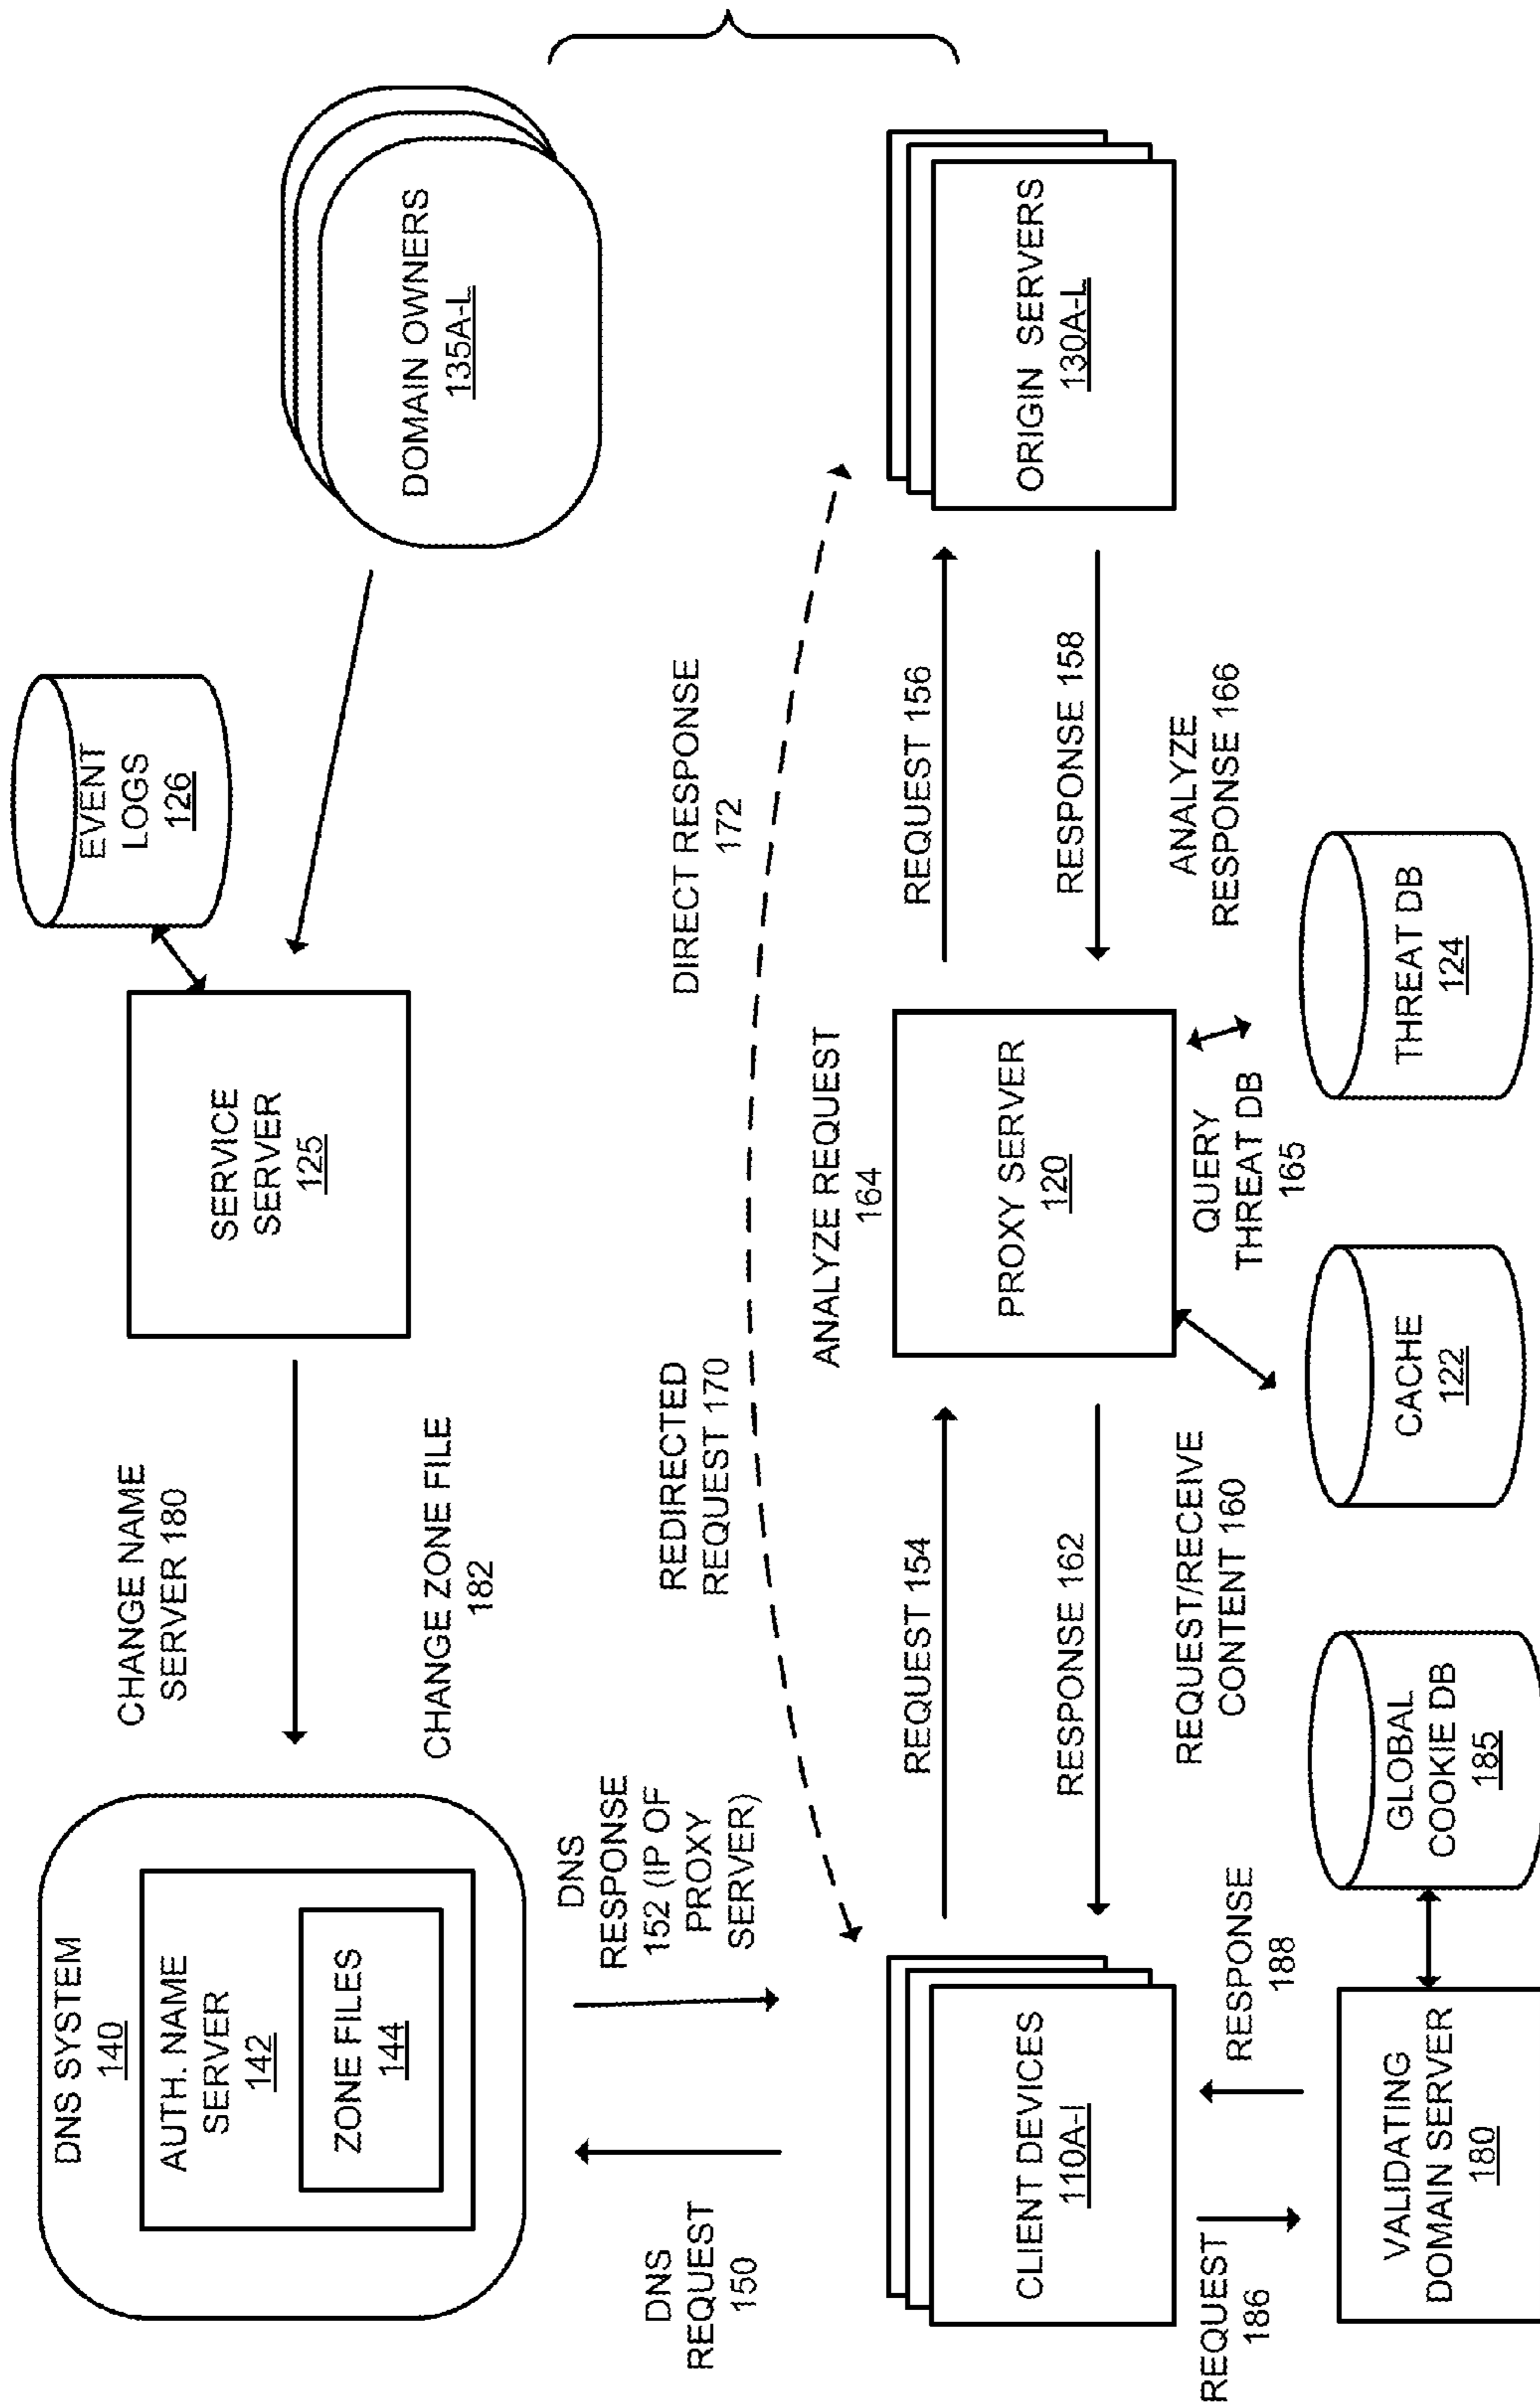 DNS SYSTEM
140
AUTH. NAME
SERVER
142
ZONE FILES
144
CHANGE NAME
SERVER 180
CHANGE ZONE FILE
182
SERVICE
SERVER
125
EVENT
LOGS
126
DOMAIN OWNERS
135A-L
DNS
REQUEST
150
DNS
RESPONSE
152 (IP OF
PROXY
SERVER)
REDIRECTED
REQUEST 170
DIRECT RESPONSE
172
ANALYZE REQUEST
164
CLIENT DEVICES
110A-I
REQUEST 154
RESPONSE 162
PROXY SERVER
120
REQUEST 156
RESPONSE 158
ORIGIN SERVERS
130A-L
REQUEST
186
RESPONSE
188
REQUEST/RECEIVE
CONTENT 160
QUERY
THREAT DB
165
ANALYZE
RESPONSE 166
VALIDATING
DOMAIN SERVER
180
GLOBAL
COOKIE DB
185
CACHE
122
THREAT DB
124